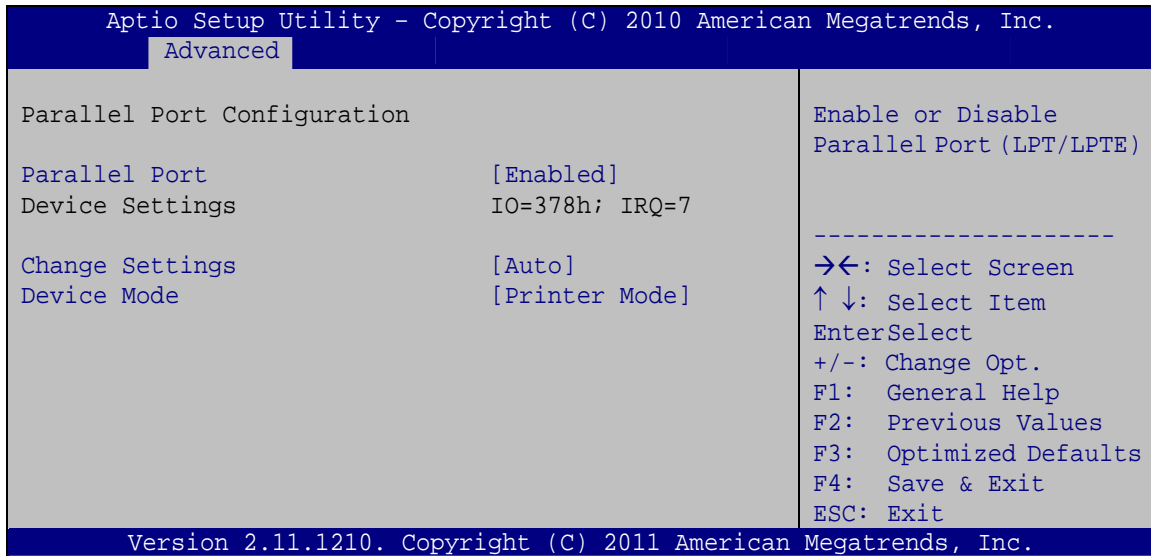 Aptio Setup Utility – Copyright (C) 2010 American Megatrends, Inc.
Advanced
Parallel Port Configuration
Parallel Port [Enabled]
Device Settings IO=378h; IRQ=7
Change Settings [Auto]
Device Mode [Printer Mode]
Enable or Disable
Parallel Port (LPT/LPTE)
---------------------
→←: Select Screen
↑ ↓: Select Item
EnterSelect
+/-: Change Opt.
F1: General Help
F2: Previous Values
F3: Optimized Defaults
F4: Save & Exit
ESC: Exit
Version 2.11.1210. Copyright (C) 2011 American Megatrends, Inc.